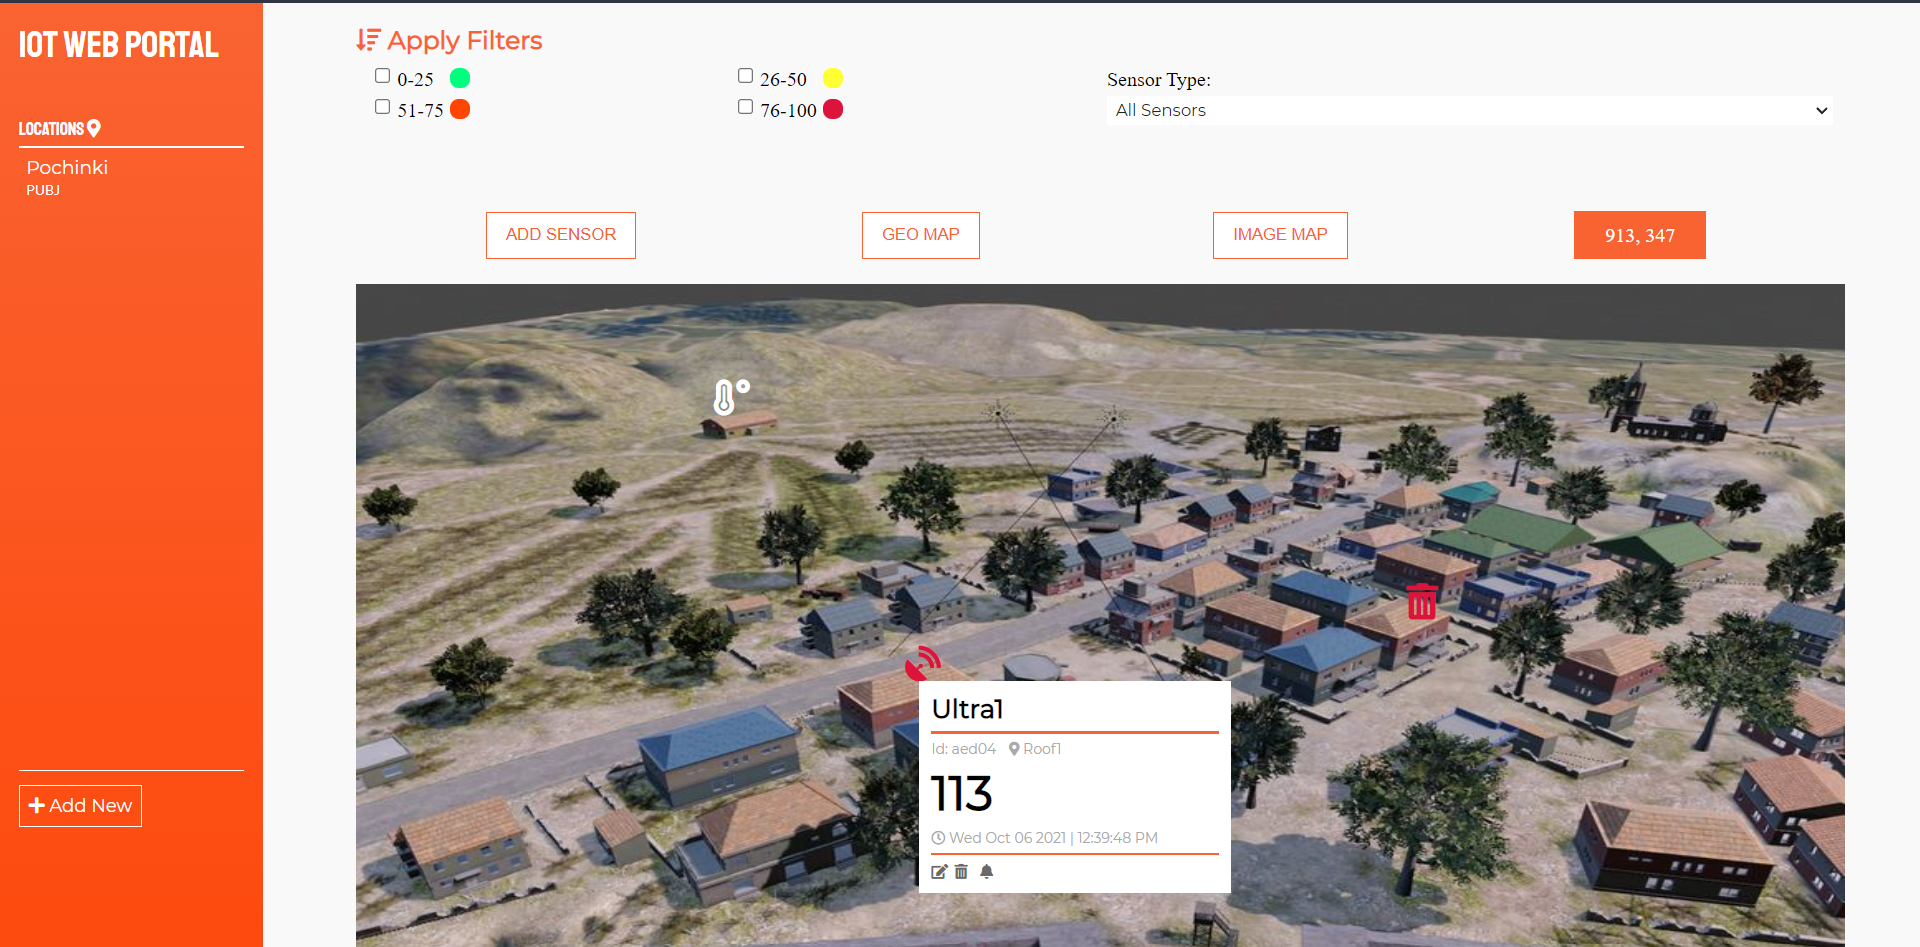 IOT WEB PORTAL
LOCATIONS
Pochinki
PUBJ
Add New
Apply Filters
0-25
26-50
51-75
76-100
Sensor Type:
All Sensors
ADD SENSOR
GEO MAP
IMAGE MAP
913, 347
Ultra1
Id: aed04 Roof1
113
Wed Oct 06 2021 | 12:39:48 PM